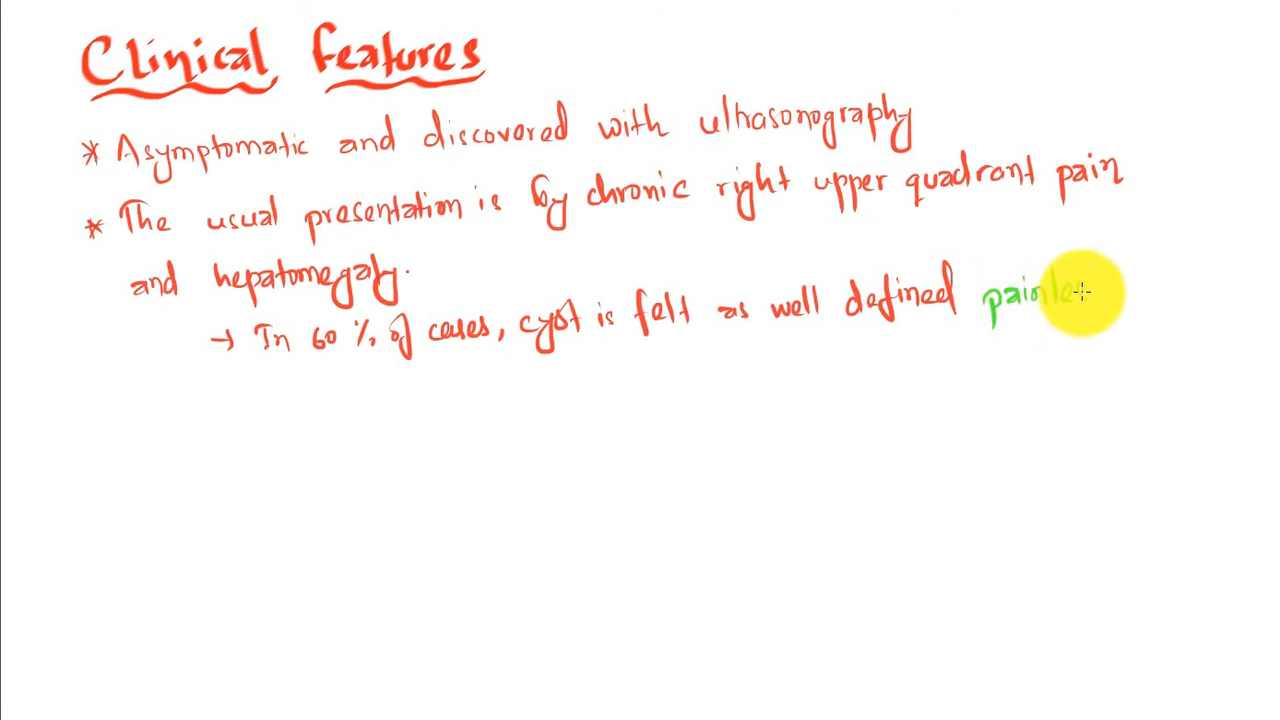 Clinical features
* Asymptomatic and discovered with ultrasonography
* The usual presentation is by chronic right upper quadrant pain
and hepatomegaly.
→ In 60 % of cases, cyst is felt as well defined painle